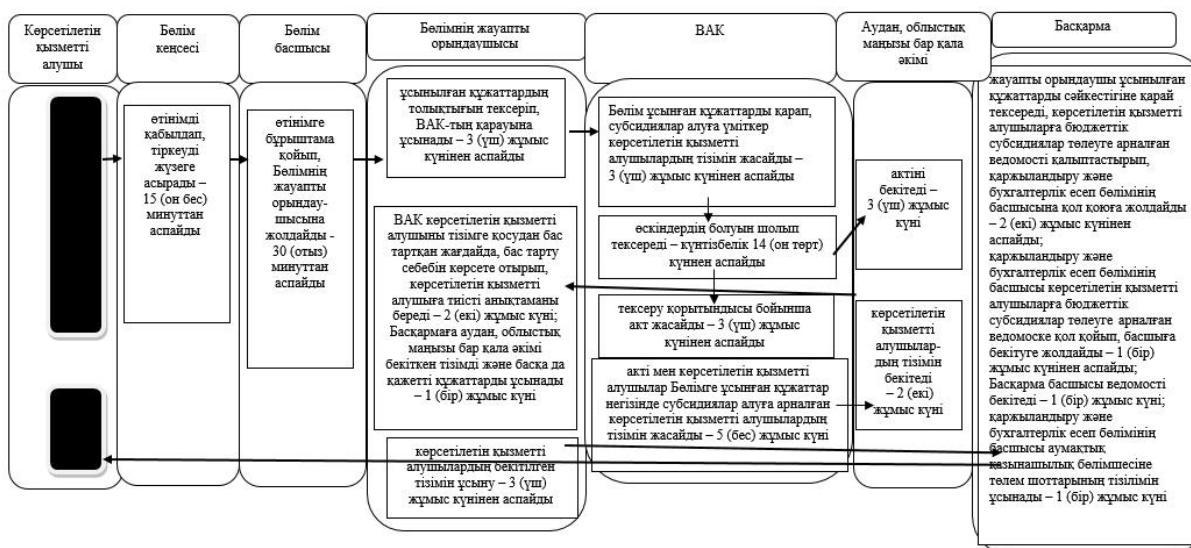 Көрсетілетін
қызметті
алушы
Бөлім
кеңсесі
Бөлім
басшысы
Бөлімнің жауапты
орындаушысы
ВАК
Аудан, облыстық
маңызы бар қала
әкімі
Басқарма
өтінімді
қабылдап,
тіркеуді
жүзеге
асырады –
15 (он бес)
минуттан
аспайды
өтінімге
бұрыштама
қойып,
Бөлімнің
жауапты
орындау-
шысына
жолдайды -
30 (отыз)
минуттан
аспайды
ұсынылған құжаттардың
толықтығын тексеріп,
ВАК-тың қарауына
ұсынады – 3 (үш) жұмыс
күнінен аспайды
ВАК көрсетілетін қызметті
алушыны тізімге қосудан бас
тартқан жағдайда, бас тарту
себебін көрсете отырып,
көрсетілетін қызметті
алушыға тиісті анықтаманы
береді – 2 (екі) жұмыс күні;
Басқармаға аудан, облыстық
маңызы бар қала әкімі
бекіткен тізімді және басқа да
қажетті құжаттарды ұсынады
– 1 (бір) жұмыс күні
көрсетілетін қызметті
алушылардың бекітілген
тізімін ұсыну – 3 (үш)
жұмыс күнінен аспайды
Бөлім ұсынған құжаттарды қарап,
субсидиялар алуға үміткер
көрсетілетін қызметті
алушылардың тізімін жасайды –
3 (үш) жұмыс күнінен аспайды
өскіндердің болуын шолып
тексереді – күнтізбелік 14 (он төрт)
күннен аспайды
тексеру қорытындысы бойынша
акт жасайды – 3 (үш) жұмыс
күнінен аспайды
акті мен көрсетілетін қызметті
алушылар Бөлімге ұсынған құжаттар
негізінде субсидиялар алуға арналған
көрсетілетін қызметті алушылардың
тізімін жасайды – 5 (бес) жұмыс күні
актіні
бекітеді –
3 (үш) жұмыс
күні
көрсетілетін
қызметті
алушылар-
дың тізімін
бекітеді
– 2 (екі)
жұмыс күні
жауапты орындаушы ұсынылған
құжаттарды сәйкестігіне қарай
тексереді, көрсетілетін қызметті
алушыларға бюджеттік
субсидиялар төлеуге арналған
ведомості қалыптастырып,
қаржыландыру және
бухгалтерлік есеп бөлімінің
басшысына қол қоюға жолдайды
– 2 (екі) жұмыс күнінен
аспайды;
қаржыландыру және
бухгалтерлік есеп бөлімінің
басшысы көрсетілетін қызметті
алушыларға бюджеттік
субсидиялар төлеуге арналған
ведомоске қол қойып, басшыға
бекітуге жолдайды – 1 (бір)
жұмыс күнінен аспайды;
Басқарма басшысы ведомості
бекітеді – 1 (бір) жұмыс күні;
қаржыландыру және
бухгалтерлік есеп бөлімінің
басшысы аумақтық
қазынашылық бөлімшесіне
төлем шоттарының тізілімін
ұсынады – 1 (бір) жұмыс күні